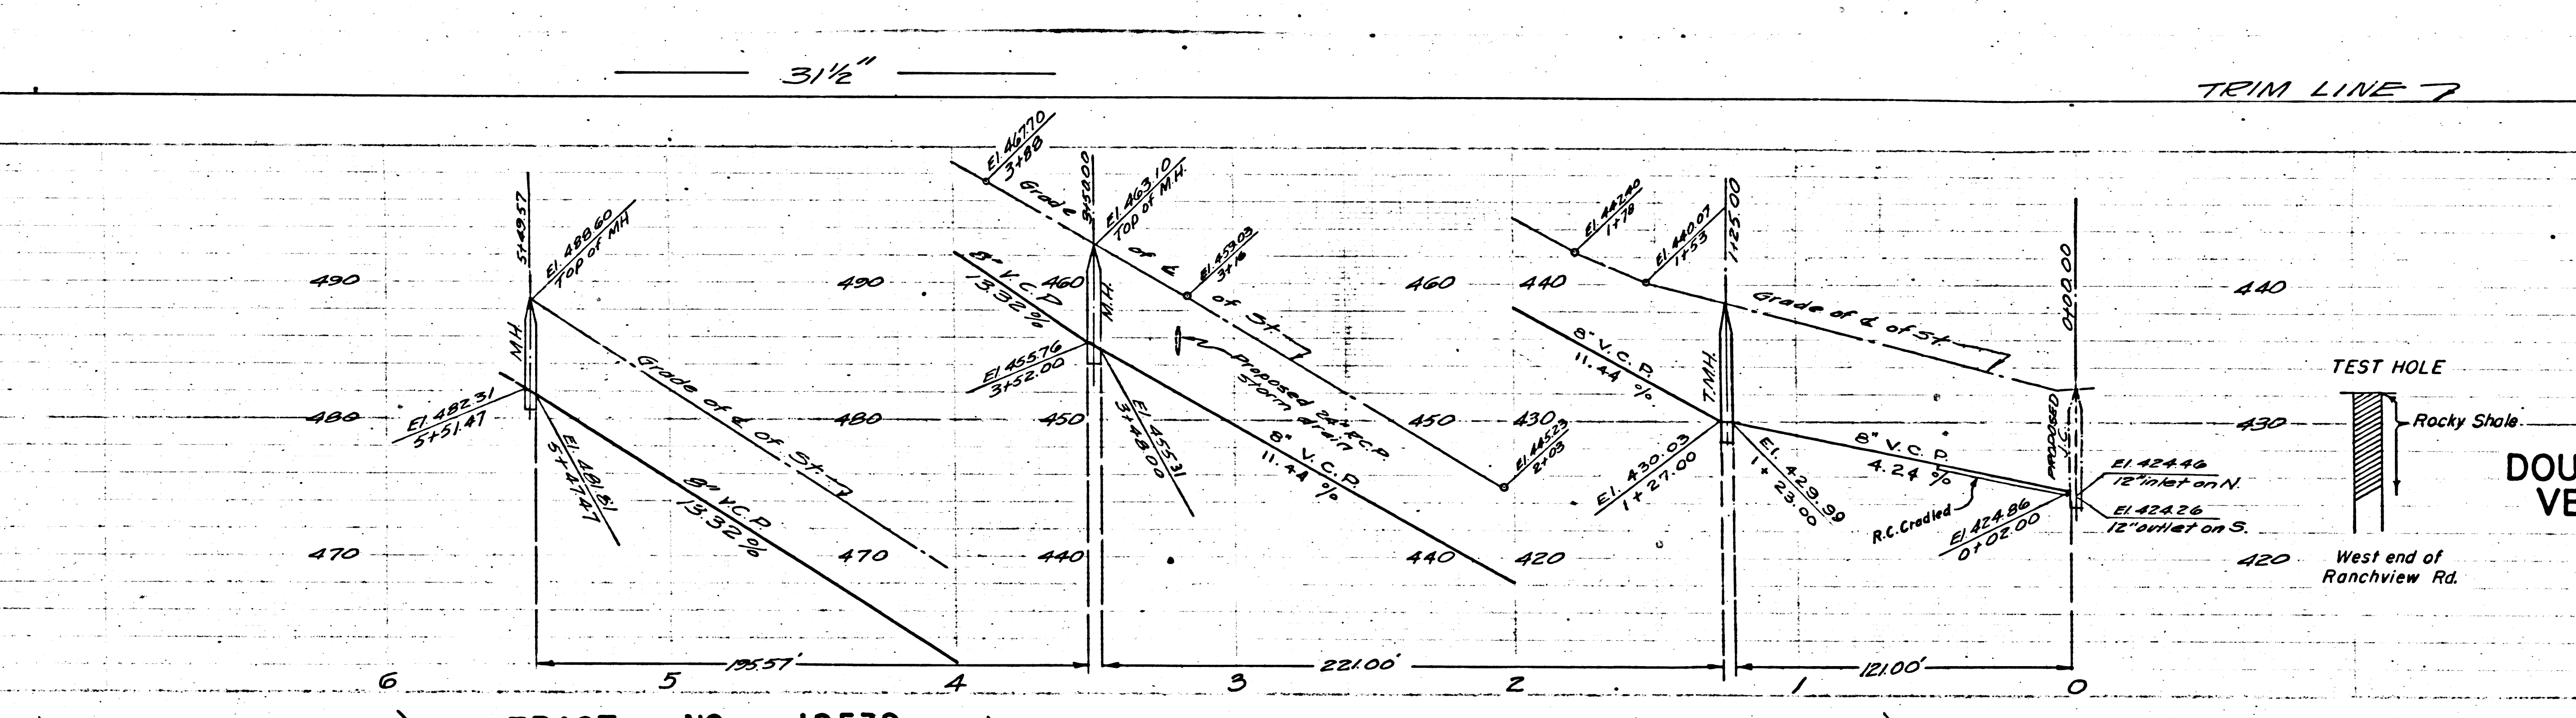 31½"
TRIM LINE
5+49.57
El. 488.60
Top of MH
M.H.
490
480
470
El. 482.31
5+51.47
El. 481.81
5+47.47
Grade of ₵ of St.
8" V.C.P.
13.32%
490
480
470
El. 467.70
3+88
Grade of ₵ of St.
3+50.00
El. 463.10
Top of M.H.
8" V.C.P.
13.32%
460
450
440
M.H.
El. 455.76
3+52.00
El. 455.31
3+48.00
El. 459.03
3+16
Proposed 24" R.C.P.
storm drain
8" V.C.P.
11.44 %
460
450
440
El. 445.23
2+03
440
430
420
El. 442.40
1+78
El. 440.07
1+53
1+25.00
8" V.C.P.
11.44 %
T.M.H.
El. 430.03
1+27.00
El. 429.99
1+23.00
Grade of ₵ of St.
8" V.C.P.
4.24 %
R.C. Cradled
El. 424.86
0+02.00
0+00.00
PROPOSED
El. 424.46
12" inlet on N.
El. 424.26
12" outlet on S.
440
430
420
TEST HOLE
Rocky Shale
West end of
Ranchview Rd.
DOU
VE
195.57'
221.00'
121.00'
6 5 4 3 2 1 0
TRACT NO. 12570